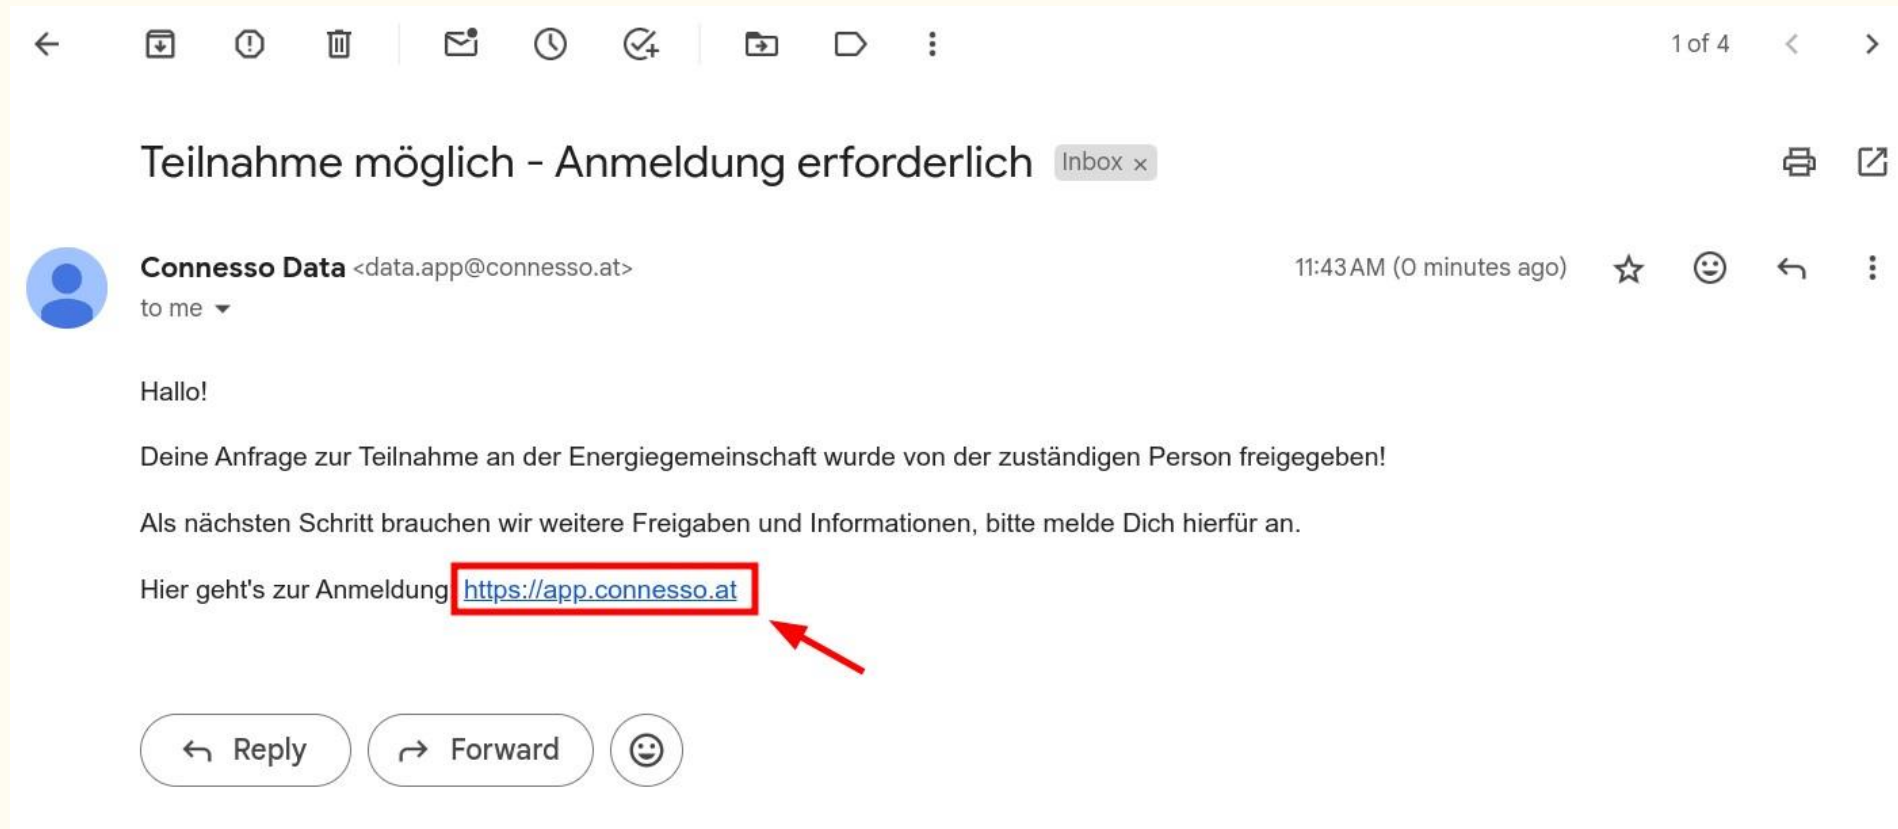 1 of 4
Teilnahme möglich - Anmeldung erforderlich Inbox ×
Connesso Data <data.app@connesso.at> 11:43 AM (0 minutes ago)
to me
Hallo!
Deine Anfrage zur Teilnahme an der Energiegemeinschaft wurde von der zuständigen Person freigegeben!
Als nächsten Schritt brauchen wir weitere Freigaben und Informationen, bitte melde Dich hierfür an.
Hier geht's zur Anmeldung https://app.connesso.at
Reply Forward